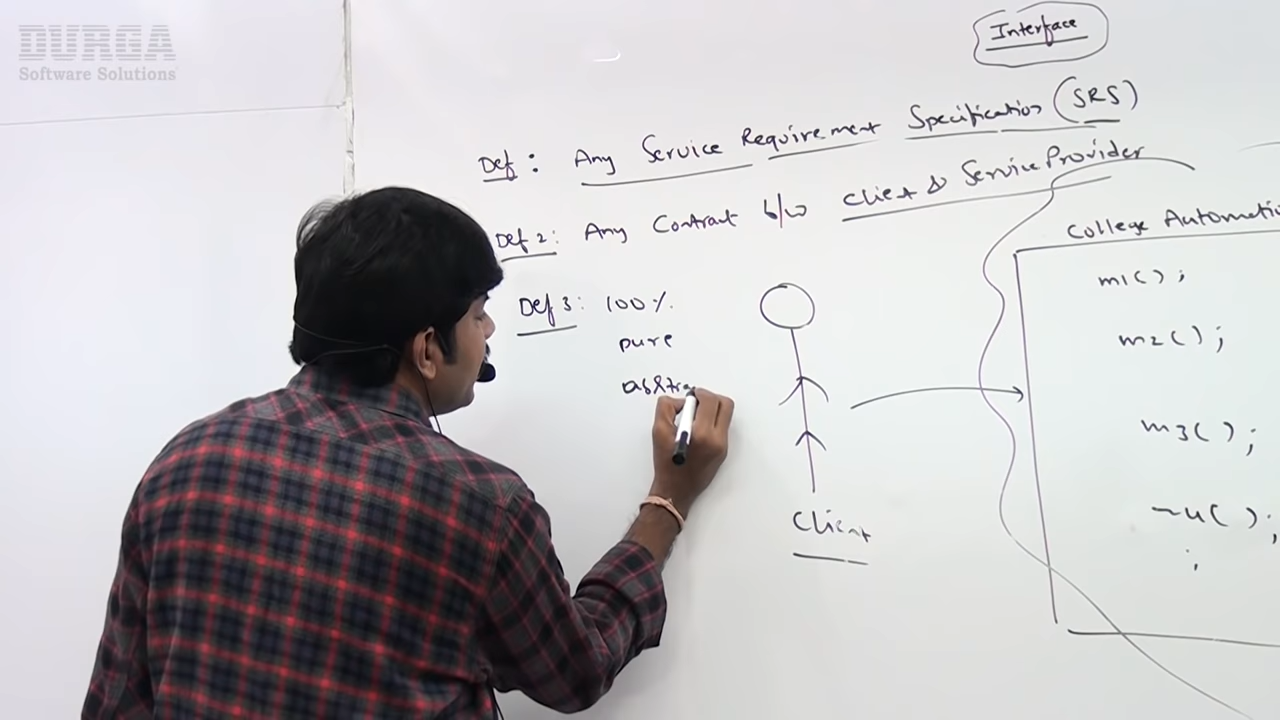 DURGA
Software Solutions
Interface
Def : Any Service Requirement Specification (SRS)
Def 2: Any Contract b/w client & Service Provider
Def 3: 100%
pure
abstra
College Automati
m1( );
m2( );
m3( );
m4( );
:
client